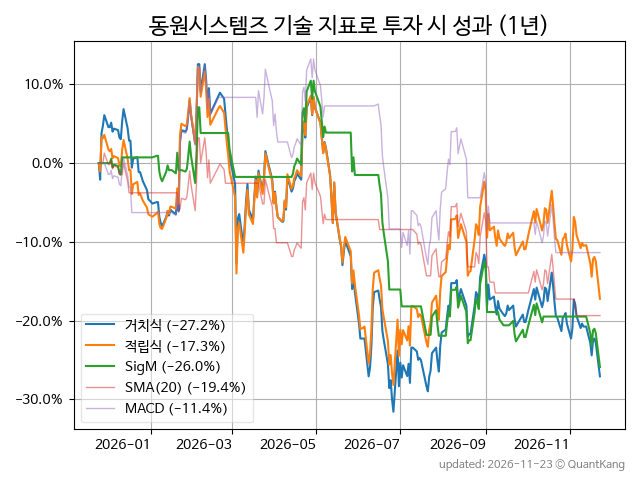 동원시스템즈 기술 지표로 투자 시 성과 (1년)
10.0%
0.0%
−10.0%
−20.0%
−30.0%
거치식 (−27.2%)
적립식 (−17.3%)
SigM (−26.0%)
SMA(20) (−19.4%)
MACD (−11.4%)
2026−01
2026−03
2026−05
2026−07
2026−09
2026−11
updated: 2026−11−23 © QuantKang